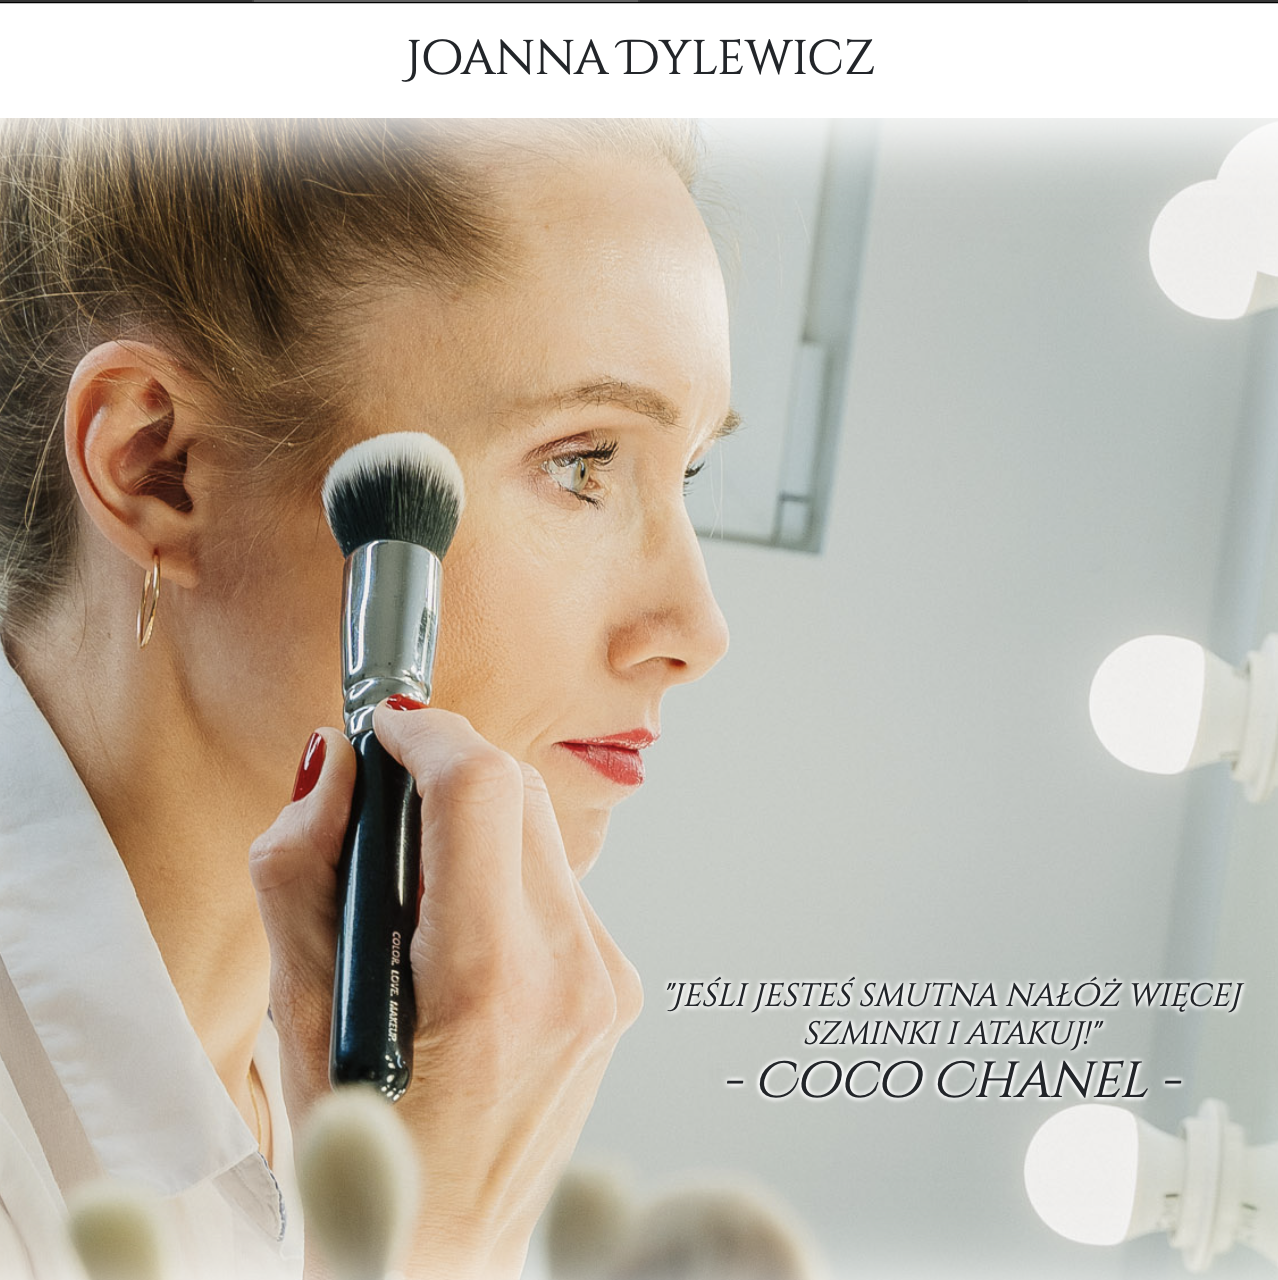 JOANNA DYLEWICZ
"JEŚLI JESTEŚ SMUTNA NAŁÓŻ WIĘCEJ
SZMINKI I ATAKUJ!"
- COCO CHANEL -
COLOR. LOVE. MAKEUP.